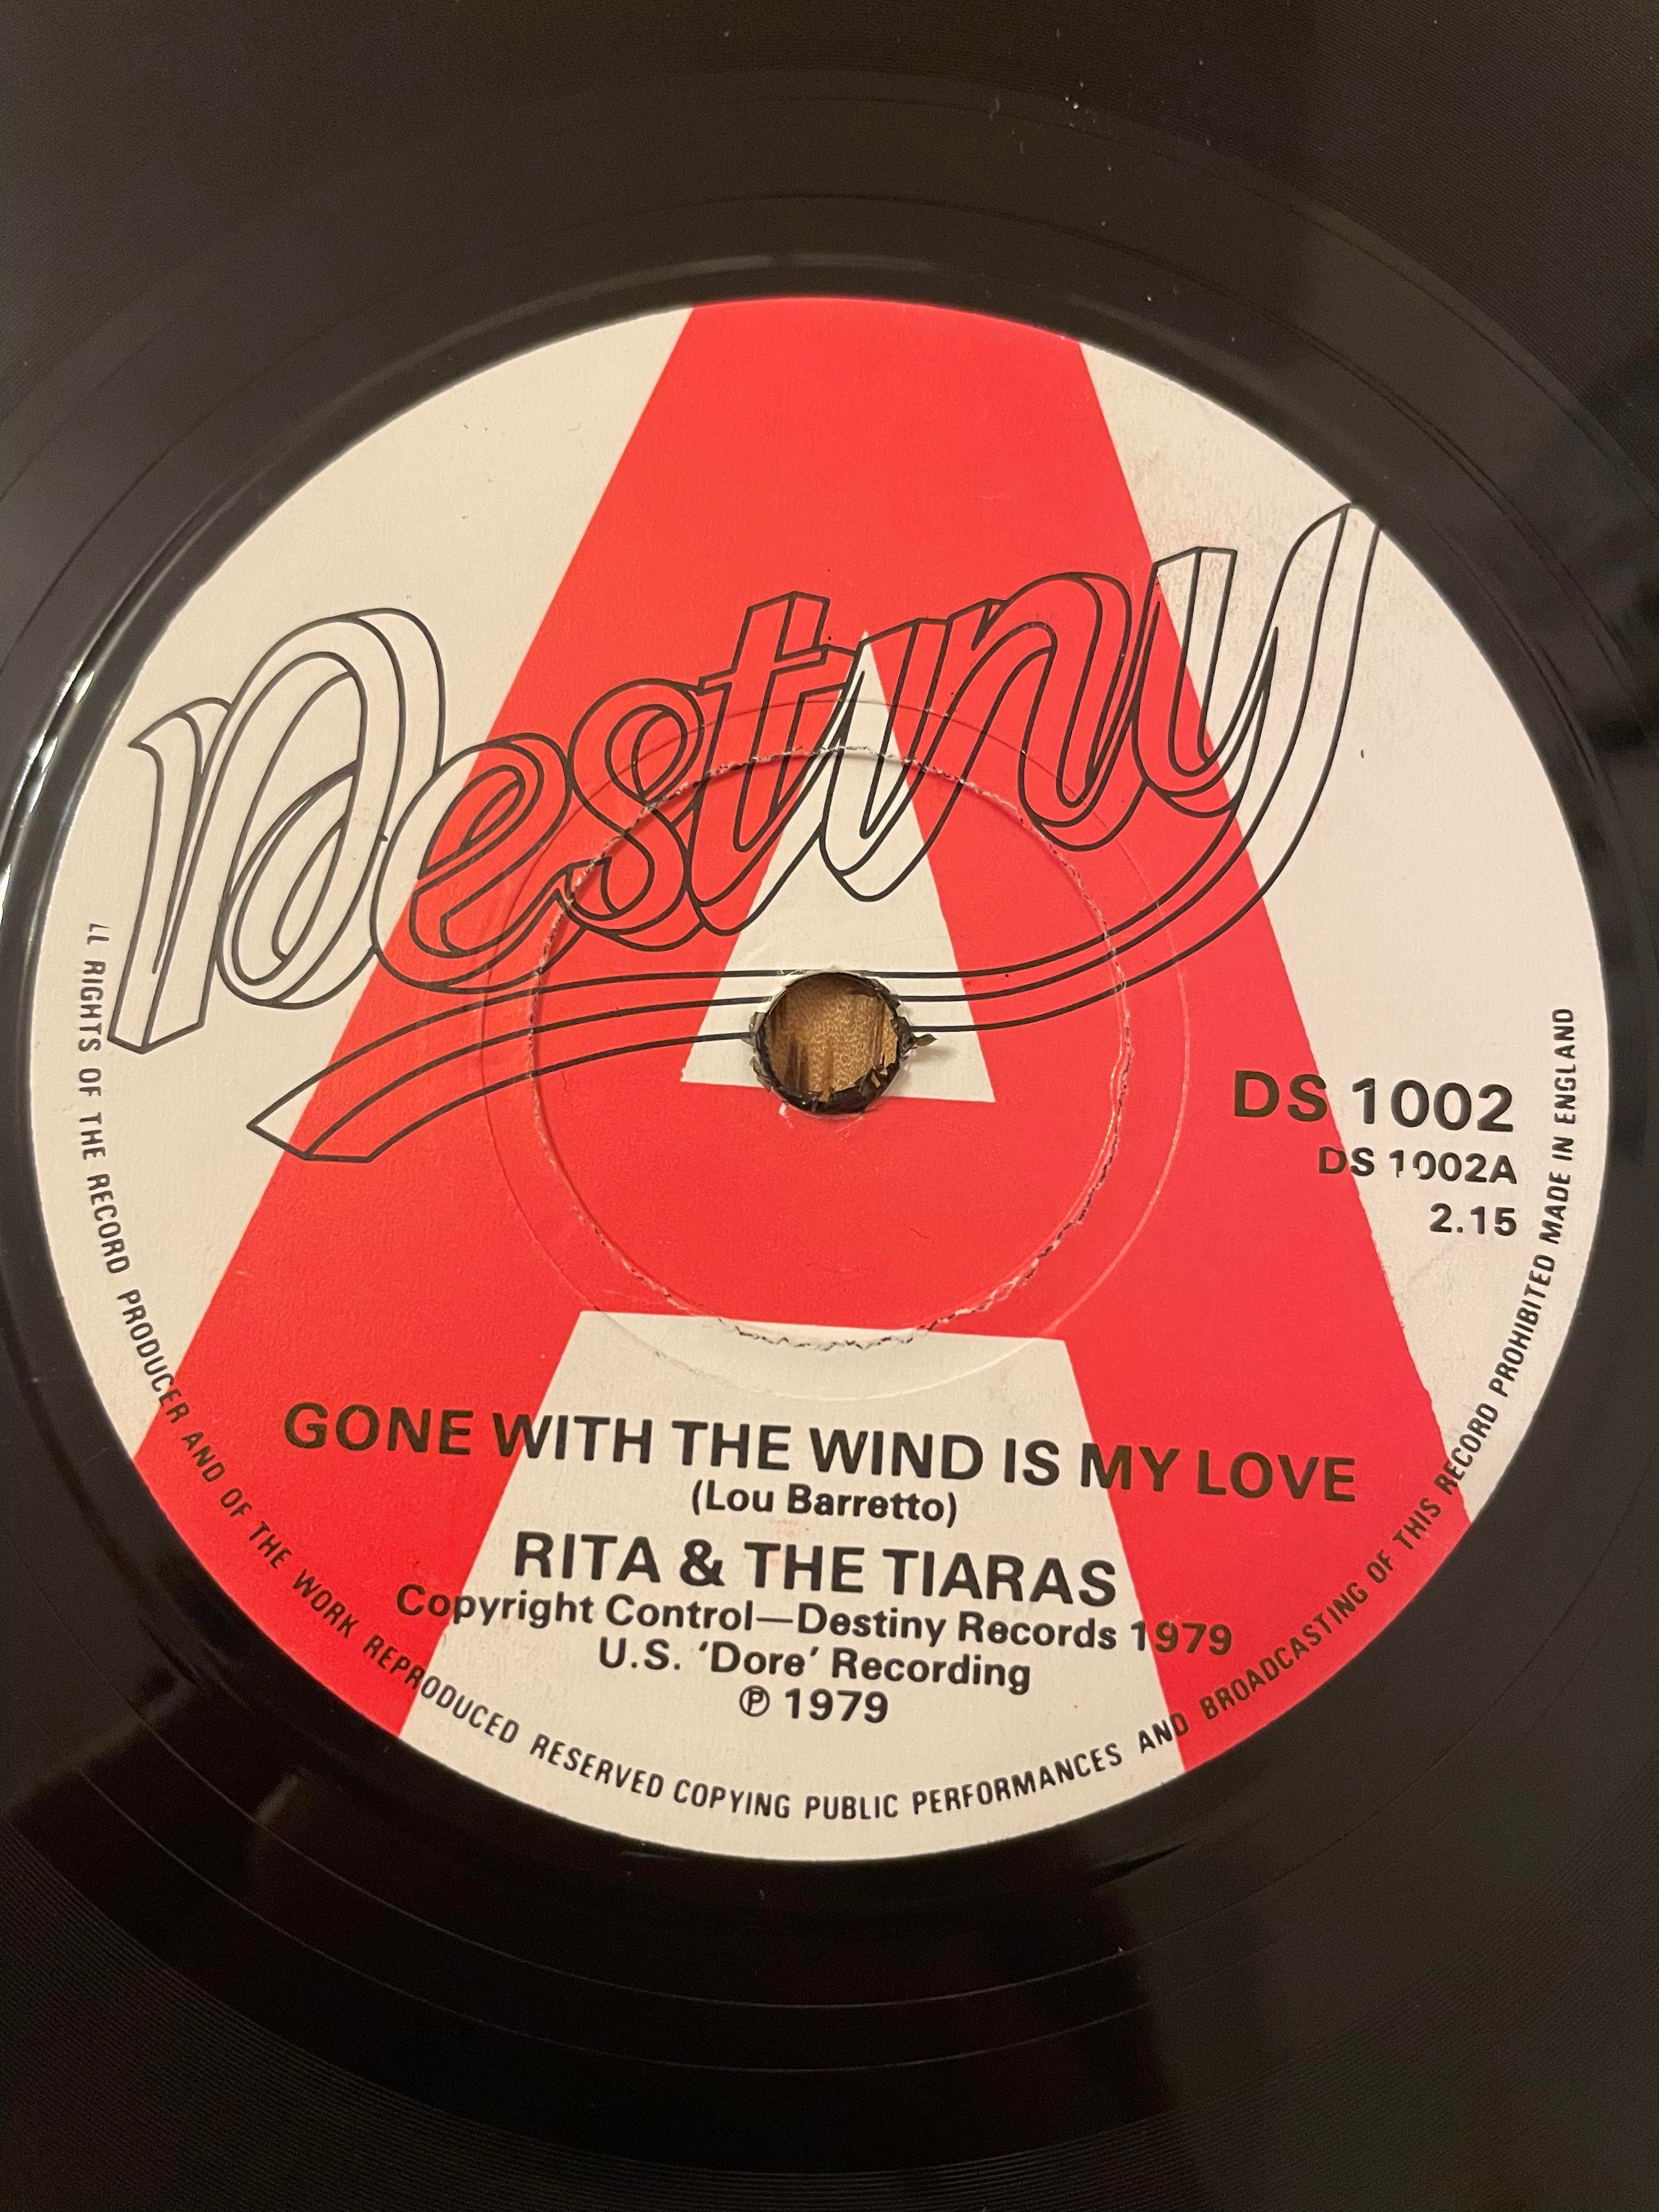 Destiny
A
DS 1002
DS 1002A
2.15
GONE WITH THE WIND IS MY LOVE
(Lou Barretto)
RITA & THE TIARAS
Copyright Control—Destiny Records 1979
U.S. 'Dore' Recording
℗ 1979
LL RIGHTS OF THE RECORD PRODUCER AND OF THE WORK REPRODUCED RESERVED COPYING PUBLIC PERFORMANCES AND BROADCASTING OF THIS RECORD PROHIBITED MADE IN ENGLAND